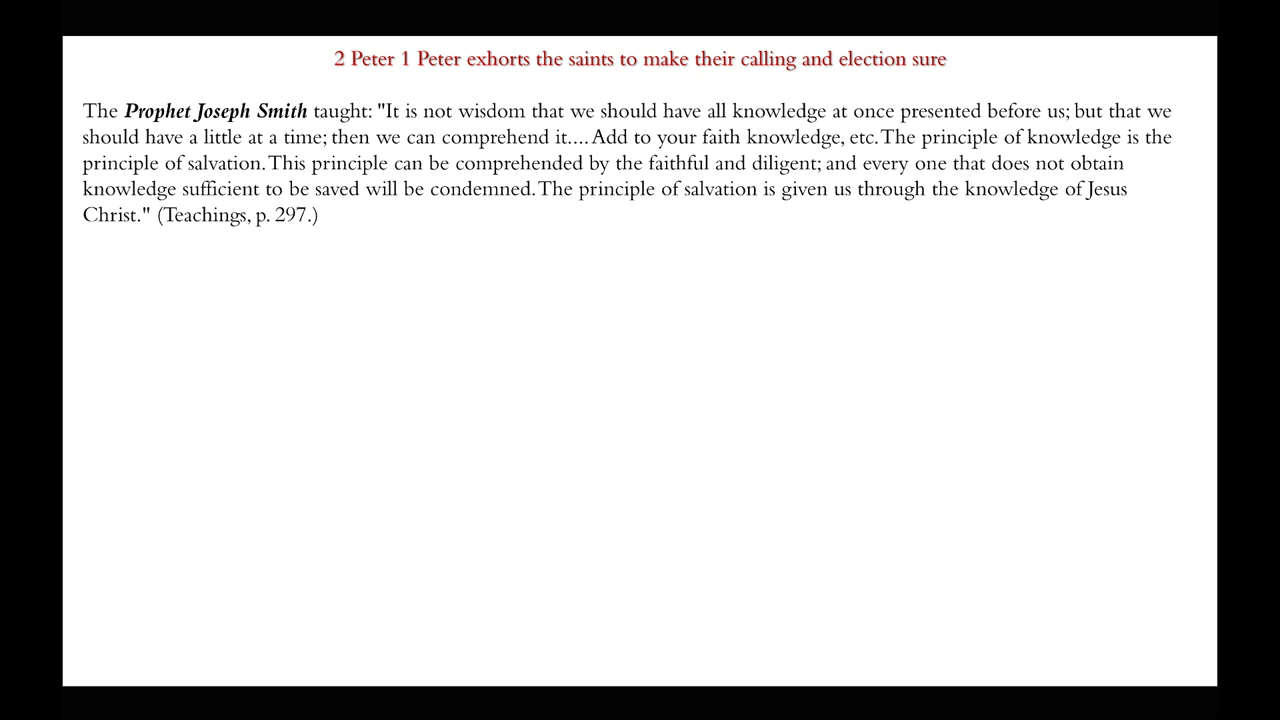 2 Peter 1 Peter exhorts the saints to make their calling and election sure
The Prophet Joseph Smith taught: "It is not wisdom that we should have all knowledge at once presented before us; but that we
should have a little at a time; then we can comprehend it.... Add to your faith knowledge, etc. The principle of knowledge is the
principle of salvation. This principle can be comprehended by the faithful and diligent; and every one that does not obtain
knowledge sufficient to be saved will be condemned. The principle of salvation is given us through the knowledge of Jesus
Christ." (Teachings, p. 297.)